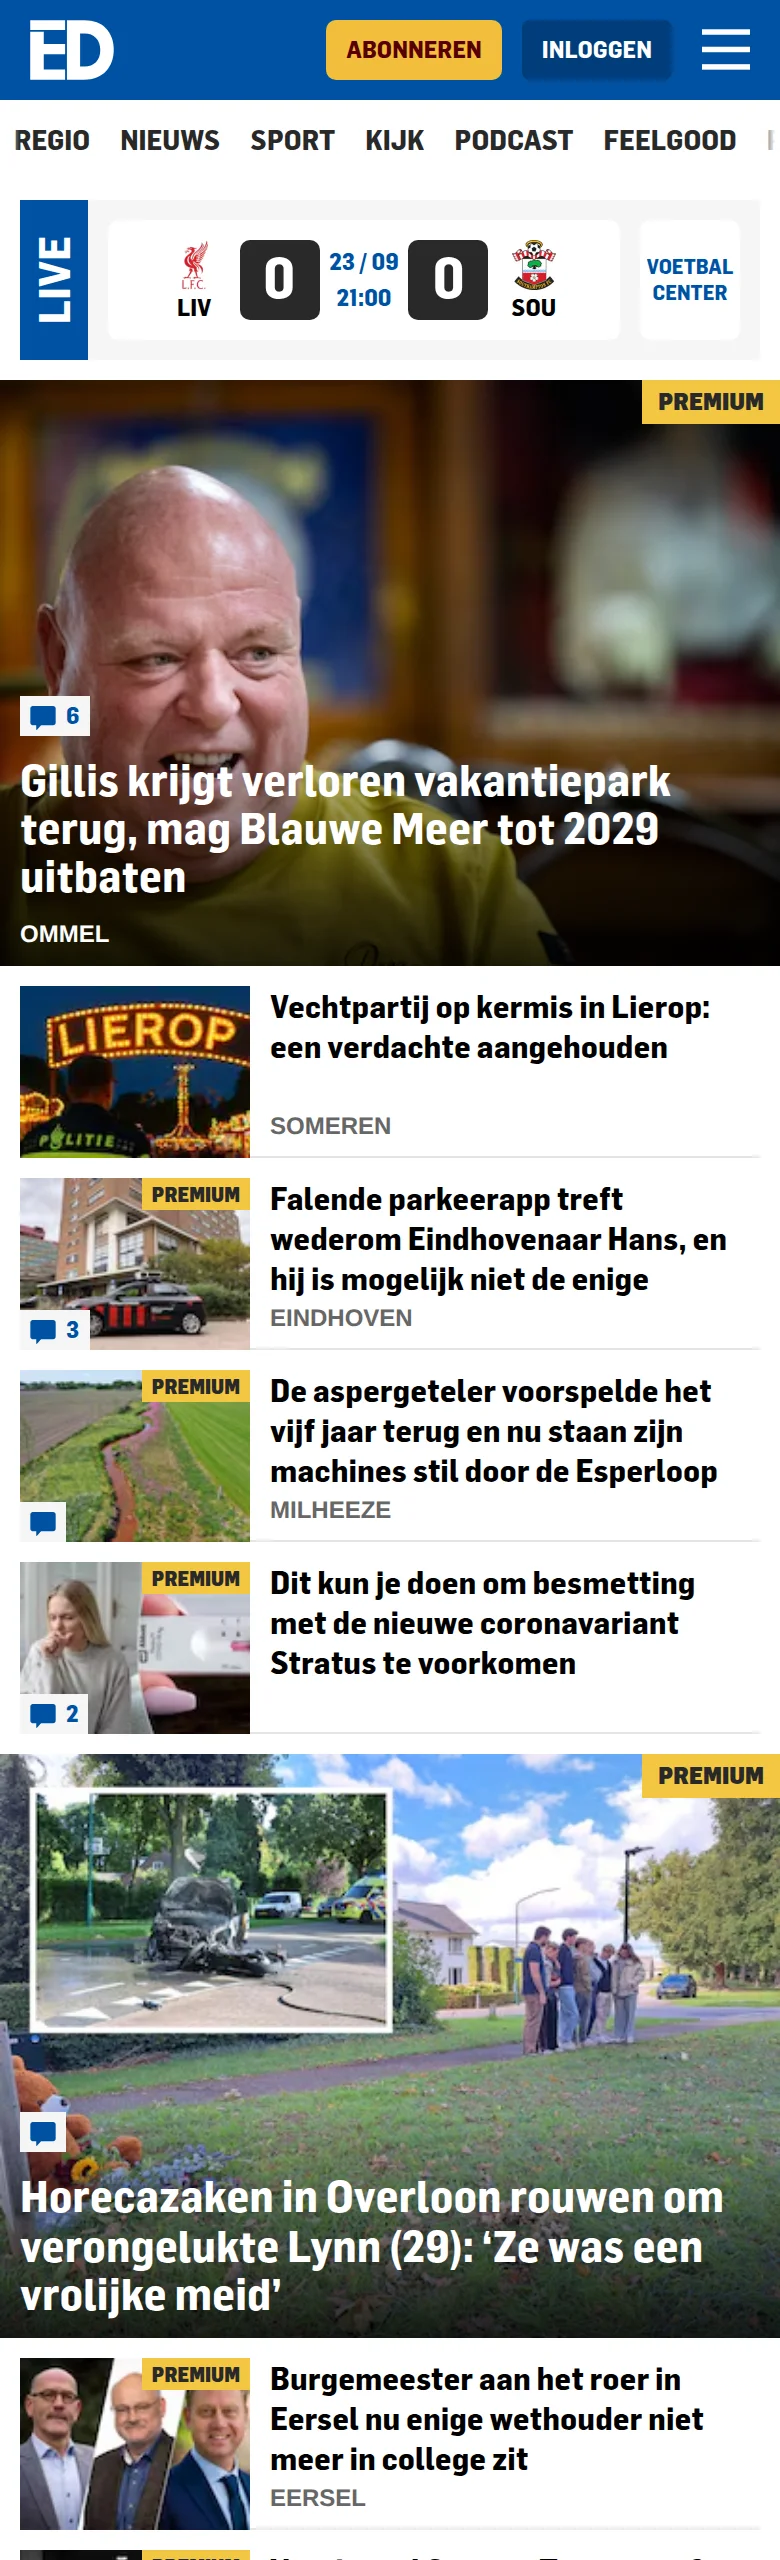 ED
ABONNEREN
INLOGGEN
REGIO NIEUWS SPORT KIJK PODCAST FEELGOOD
LIVE
L.F.C.
LIV
0
23 / 09
21:00
0
SOU
VOETBAL
CENTER
PREMIUM
6
Gillis krijgt verloren vakantiepark
terug, mag Blauwe Meer tot 2029
uitbaten
OMMEL
LIEROP
POLITIE
Vechtpartij op kermis in Lierop:
een verdachte aangehouden
SOMEREN
PREMIUM
3
Falende parkeerapp treft
wederom Eindhovenaar Hans, en
hij is mogelijk niet de enige
EINDHOVEN
PREMIUM
De aspergeteler voorspelde het
vijf jaar terug en nu staan zijn
machines stil door de Esperloop
MILHEEZE
PREMIUM
2
Dit kun je doen om besmetting
met de nieuwe coronavariant
Stratus te voorkomen
PREMIUM
Horecazaken in Overloon rouwen om
verongelukte Lynn (29): ‘Ze was een
vrolijke meid’
PREMIUM
Burgemeester aan het roer in
Eersel nu enige wethouder niet
meer in college zit
EERSEL